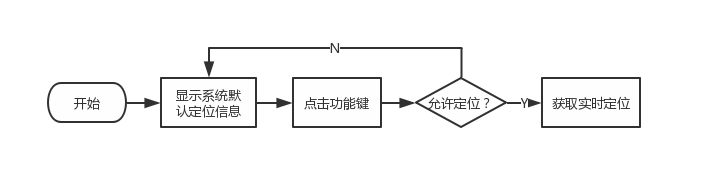 N
开始
显示系统默
认定位信息
点击功能键
允许定位？
Y
获取实时定位